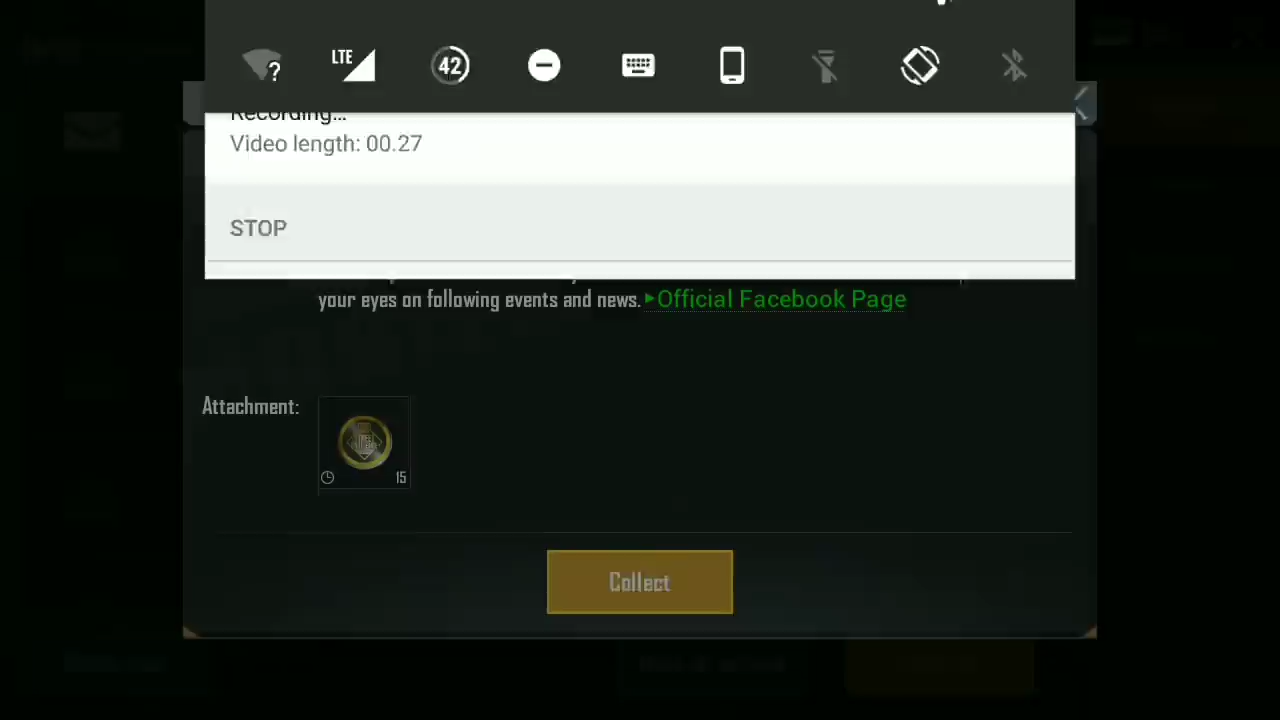 LTE
42
Recording...
Video length: 00.27
STOP
your eyes on following events and news. ▸Official Facebook Page
Attachment:
15
Collect